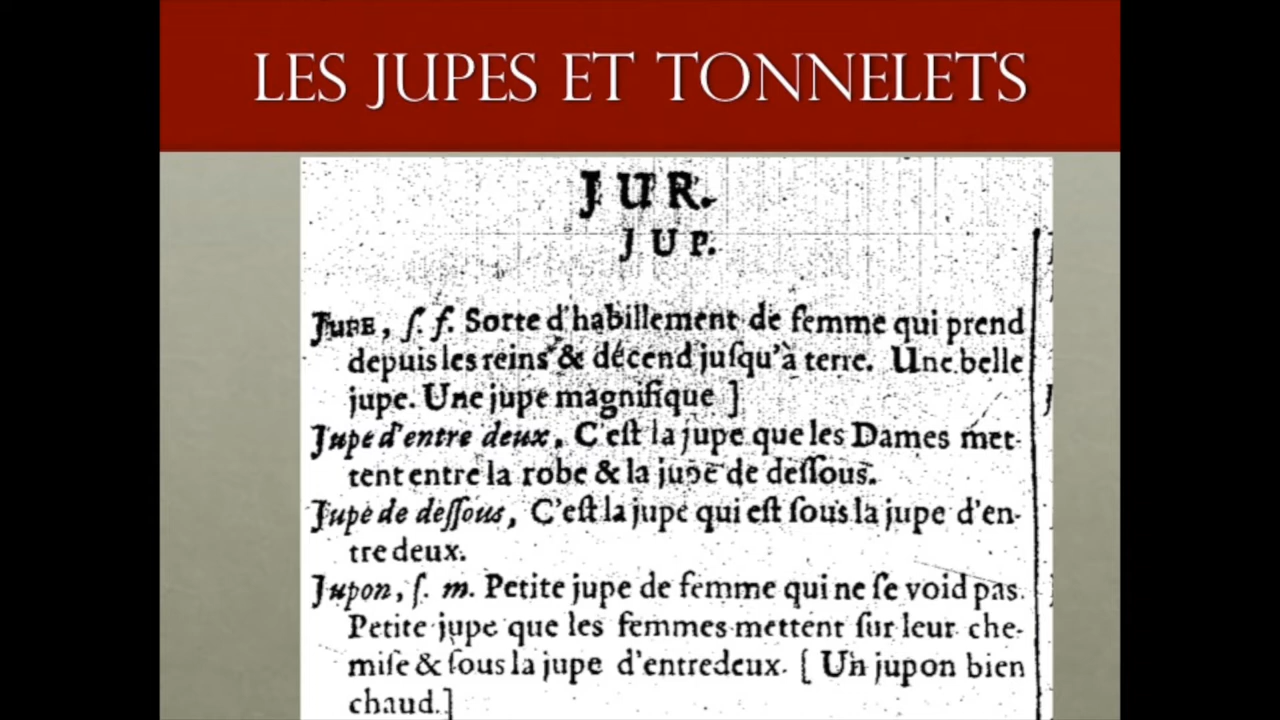 LES JUPES ET TONNELETS
JUR.
JUP.
JUPE, ſ. f. Sorte d'habillement de femme qui prend
depuis les reins & décend juſqu'à terre. Une belle
jupe. Une jupe magnifique ]
Jupe d'entre deux, C'eſt la jupe que les Dames met-
tent entre la robe & la jupe de deſſous.
Jupe de deſſous, C'eſt la jupe qui eſt ſous la jupe d'en-
tre deux.
Jupon, ſ. m. Petite jupe de femme qui ne ſe void pas.
Petite jupe que les femmes mettent ſur leur che-
miſe & ſous la jupe d'entredeux. [ Un jupon bien
chaud.]